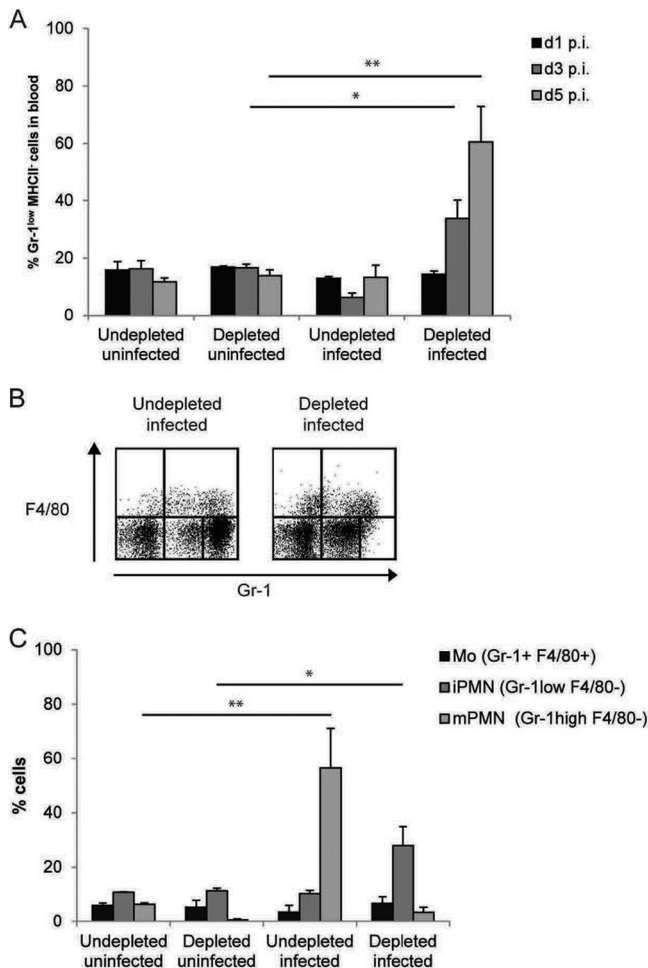 A
% Gr-1low MHCII- cells in blood
100
80
60
40
20
0
d1 p.i.
d3 p.i.
d5 p.i.
**
*
Undepleted uninfected
Depleted uninfected
Undepleted infected
Depleted infected
B
Undepleted infected
Depleted infected
F4/80
Gr-1
C
% cells
100
80
60
40
20
0
Mo (Gr-1+ F4/80+)
iPMN (Gr-1low F4/80-)
mPMN (Gr-1high F4/80-)
*
**
Undepleted uninfected
Depleted uninfected
Undepleted infected
Depleted infected